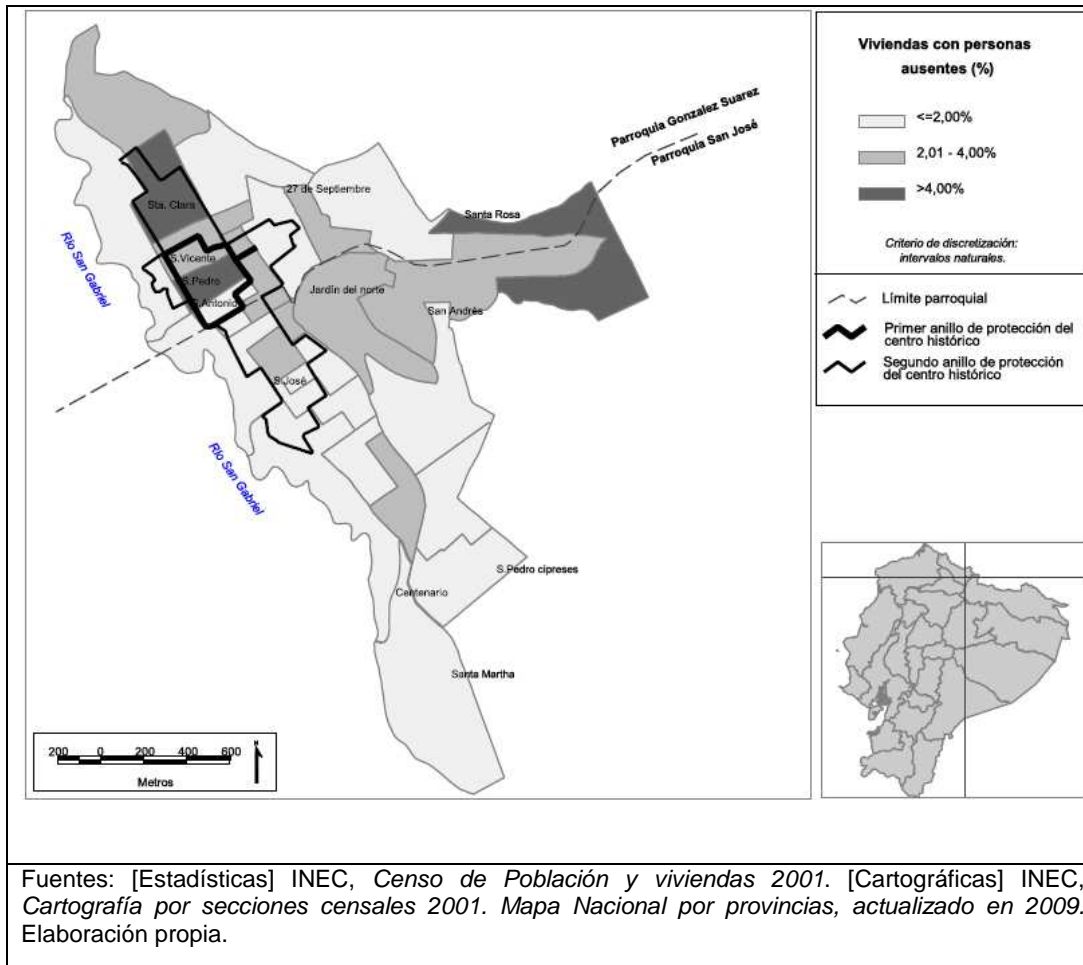 Viviendas con personas
ausentes (%)
<=2,00%
2,01 - 4,00%
>4,00%
Criterio de discretización:
intervalos naturales.
Límite parroquial
Primer anillo de protección del
centro histórico
Segundo anillo de protección
del centro histórico
Parroquia Gonzalez Suarez
Parroquia San José
27 de Septiembre
Sta. Clara
Santa Rosa
Río San Gabriel
S.Vicente
S.Pedro
S.Antonio
Jardín del norte
San Andrés
S.José
Río San Gabriel
S.Pedro cipreses
Centenario
Santa Martha
200 0 200 400 600
N
Metros
Fuentes: [Estadísticas] INEC, Censo de Población y viviendas 2001. [Cartográficas] INEC,
Cartografía por secciones censales 2001. Mapa Nacional por provincias, actualizado en 2009.
Elaboración propia.